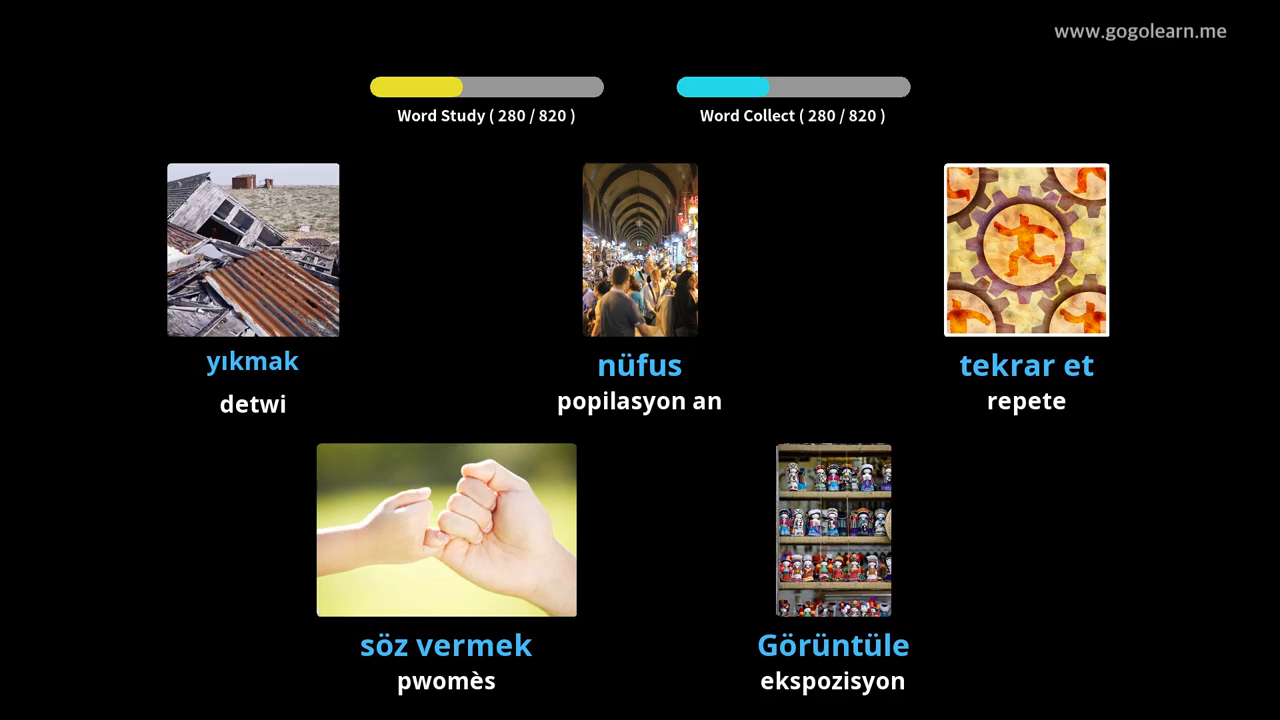 www.gogolearn.me
Word Study ( 280 / 820 )
Word Collect ( 280 / 820 )
yıkmak
detwi
nüfus
popilasyon an
tekrar et
repete
söz vermek
pwomès
Görüntüle
ekspozisyon